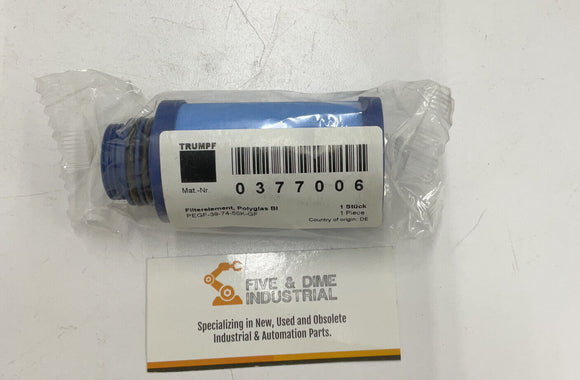 TRUMPF
Mat.-Nr. 0377006
Filterelement, Polyglas BI 1 Stück
PEGF-39-74-50K-GF 1 Piece
Country of origin: DE
FIVE & DIME
INDUSTRIAL
Specializing in New, Used and Obsolete
Industrial & Automation Parts.